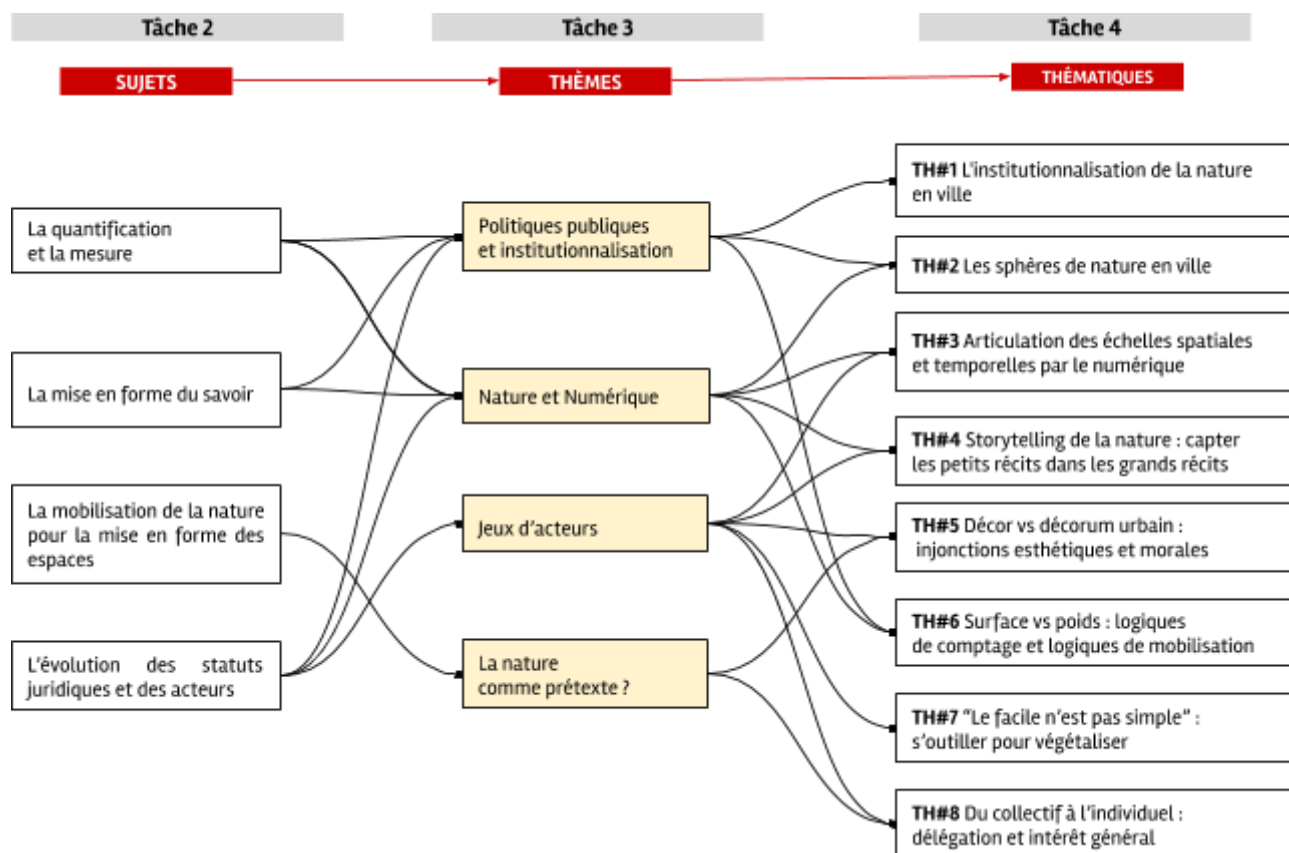 Tâche 2
Tâche 3
Tâche 4
SUJETS
THÈMES
THÉMATIQUES
La quantification
et la mesure
La mise en forme du savoir
La mobilisation de la nature
pour la mise en forme des
espaces
L'évolution des statuts
juridiques et des acteurs
Politiques publiques
et institutionnalisation
Nature et Numérique
Jeux d'acteurs
La nature
comme prétexte ?
TH#1 L'institutionnalisation de la nature
en ville
TH#2 Les sphères de nature en ville
TH#3 Articulation des échelles spatiales
et temporelles par le numérique
TH#4 Storytelling de la nature : capter
les petits récits dans les grands récits
TH#5 Décor vs décorum urbain :
injonctions esthétiques et morales
TH#6 Surface vs poids : logiques
de comptage et logiques de mobilisation
TH#7 “Le facile n'est pas simple” :
s'outiller pour végétaliser
TH#8 Du collectif à l'individuel :
délégation et intérêt général